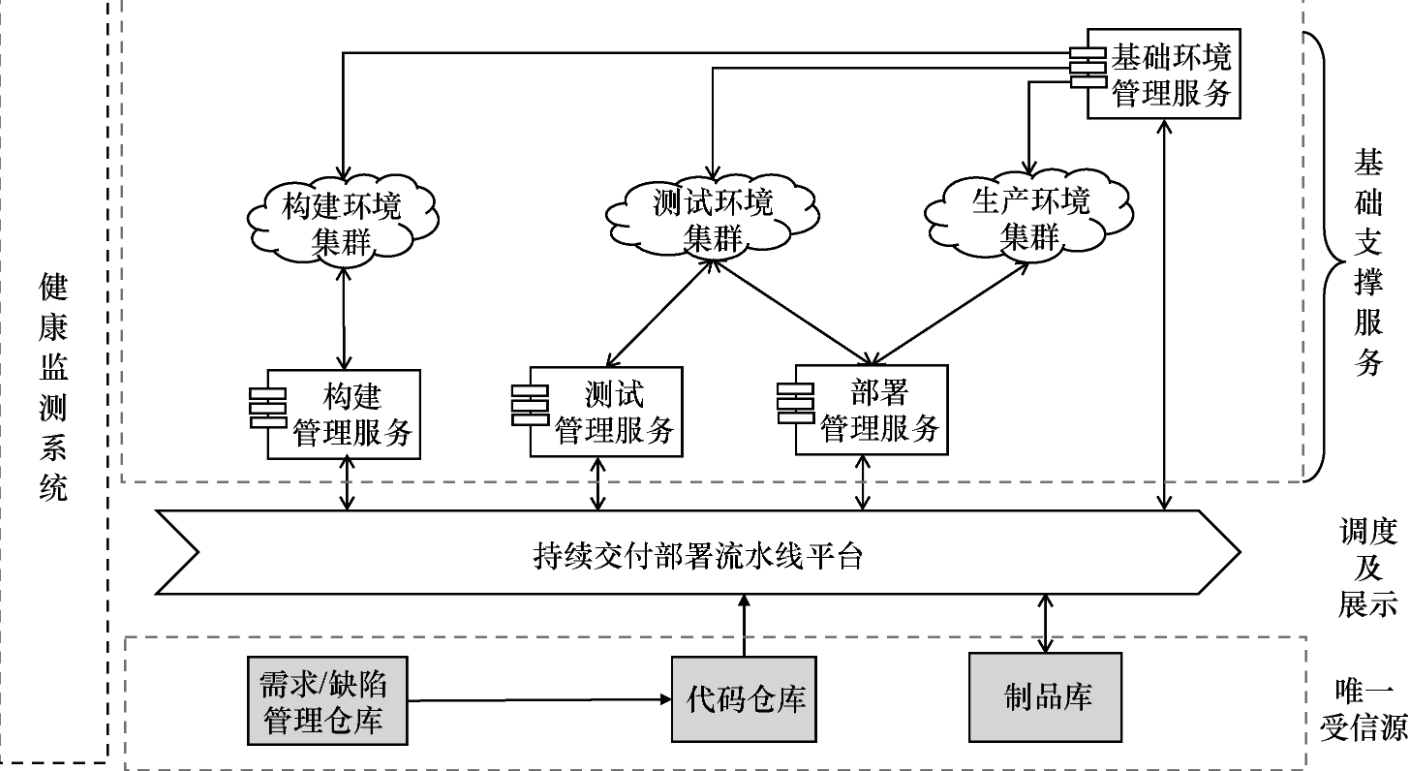 基础环境
管理服务
构建环境
集群
测试环境
集群
生产环境
集群
基础支撑服务
健康监测系统
构建
管理服务
测试
管理服务
部署
管理服务
持续交付部署流水线平台
调度
及
展示
需求/缺陷
管理仓库
代码仓库
制品库
唯一
受信源